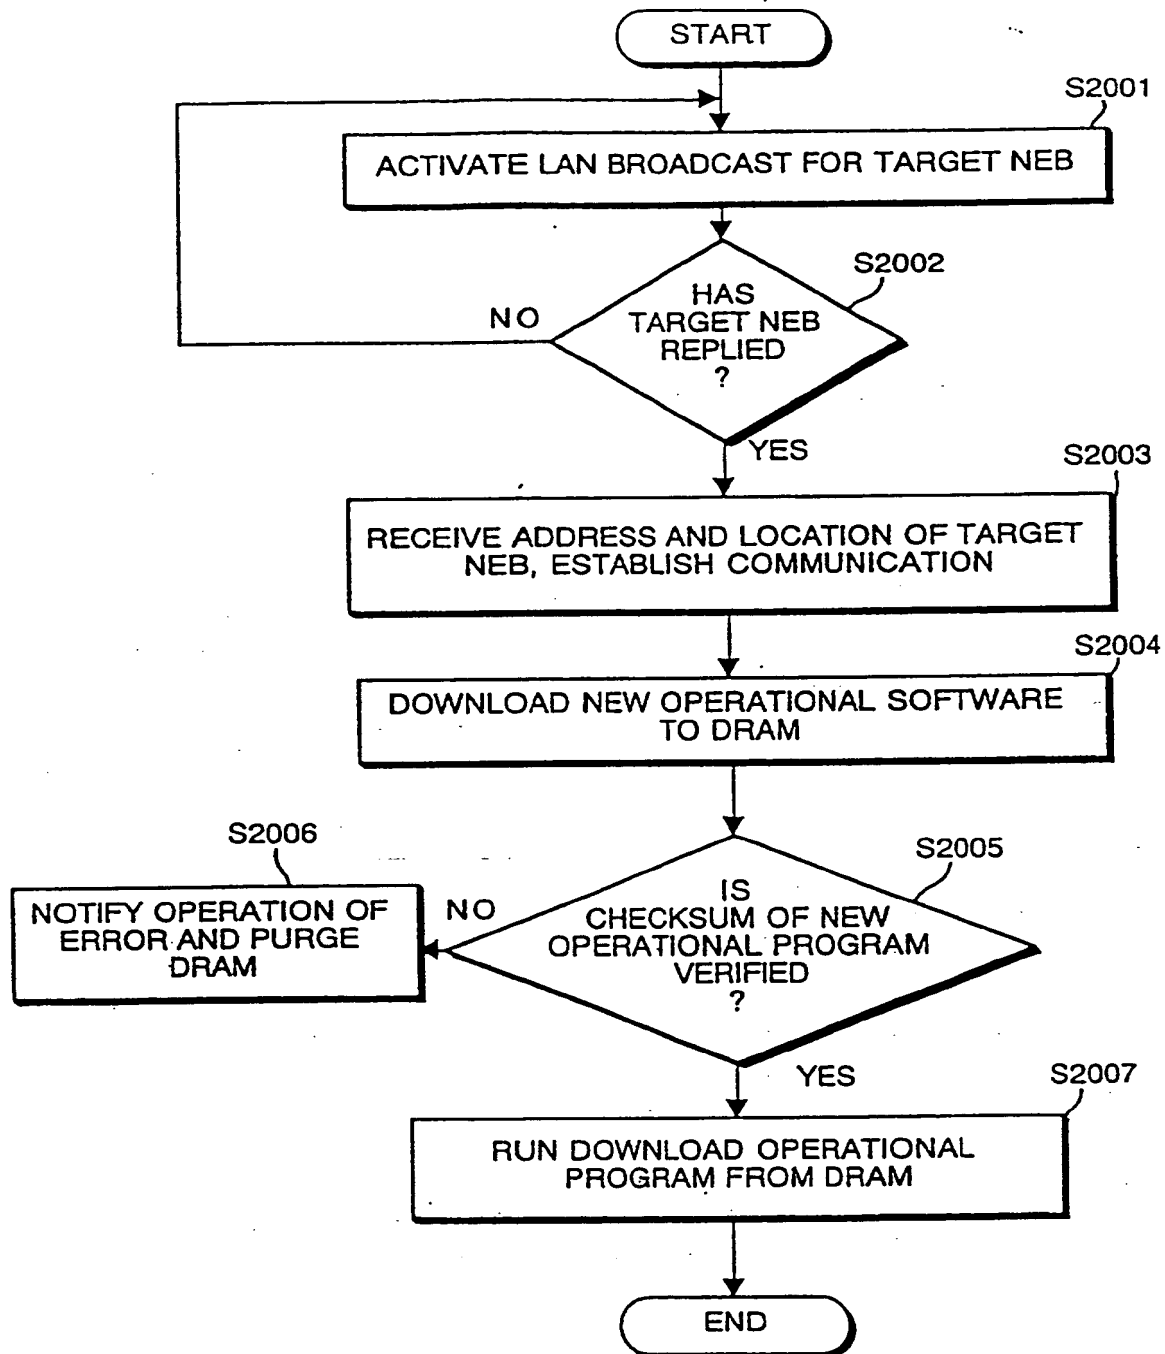 START
S2001
ACTIVATE LAN BROADCAST FOR TARGET NEB
S2002
HAS
TARGET NEB
REPLIED
?
NO
YES
S2003
RECEIVE ADDRESS AND LOCATION OF TARGET
NEB, ESTABLISH COMMUNICATION
S2004
DOWNLOAD NEW OPERATIONAL SOFTWARE
TO DRAM
S2006
S2005
NOTIFY OPERATION OF
ERROR AND PURGE
DRAM
NO
IS
CHECKSUM OF NEW
OPERATIONAL PROGRAM
VERIFIED
?
YES
S2007
RUN DOWNLOAD OPERATIONAL
PROGRAM FROM DRAM
END